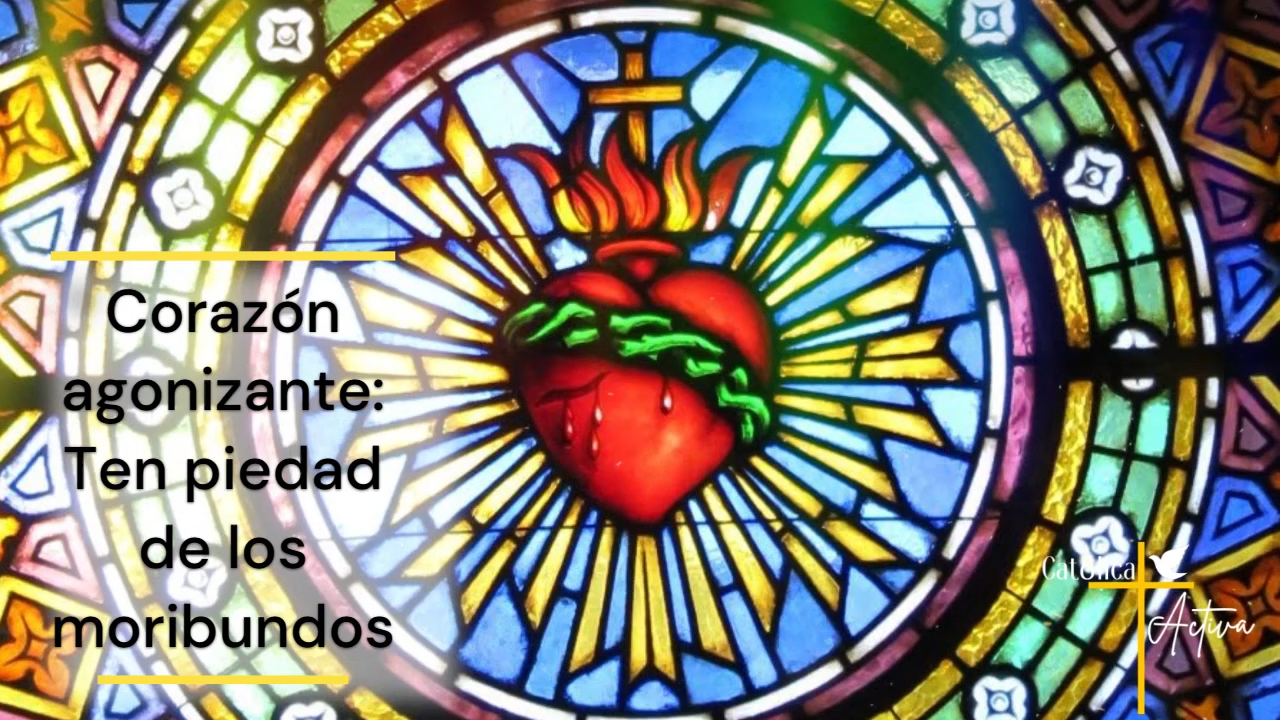 Corazón
agonizante:
Ten piedad
de los
moribundos
Católica
Activa